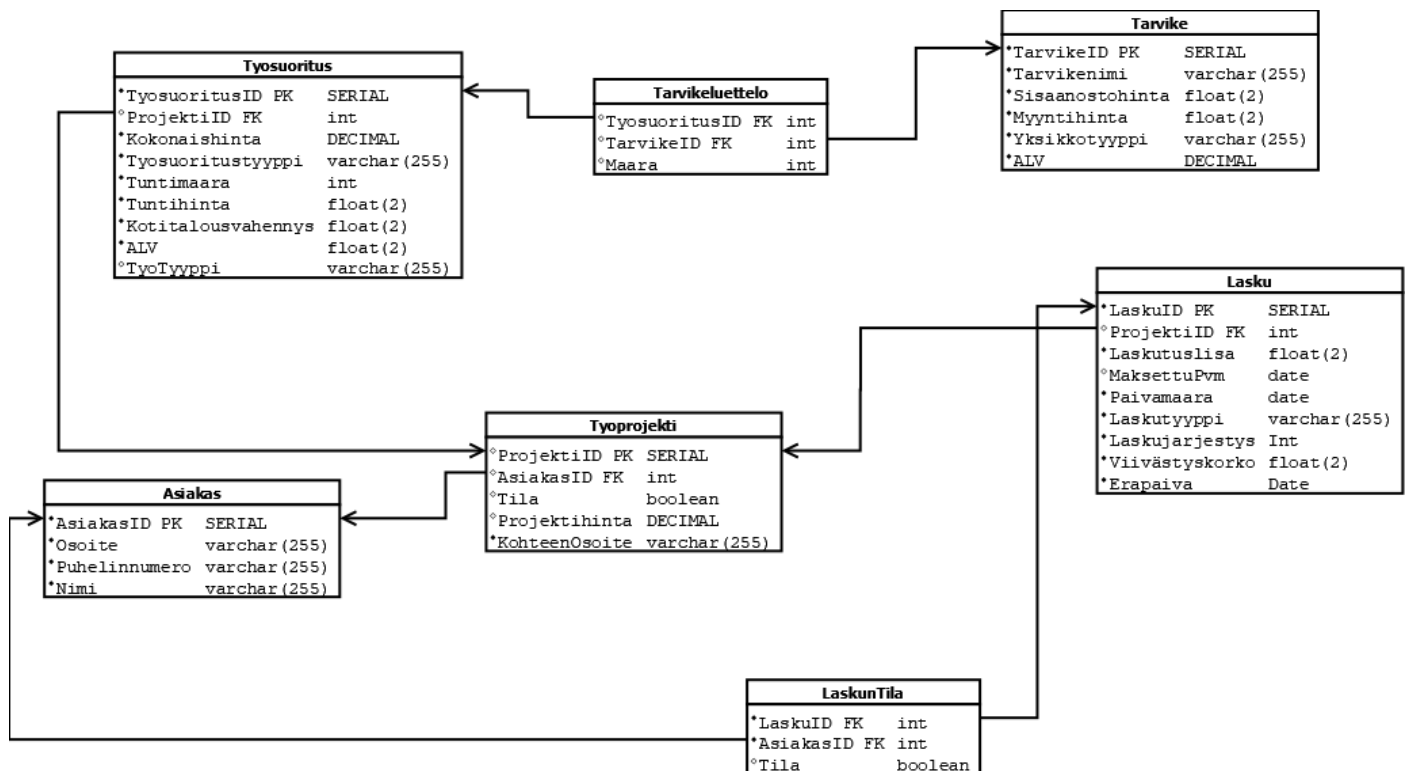 Tarvike
TarvikeID PK SERIAL
Tarvikenimi varchar(255)
Sisaanostohinta float(2)
Myyntihinta float(2)
Yksikkotyyppi varchar(255)
ALV DECIMAL
Tyosuoritus
TyosuoritusID PK SERIAL
ProjektiID FK int
Kokonaishinta DECIMAL
Tyosuoritustyyppi varchar(255)
Tuntimaara int
Tuntihinta float(2)
Kotitalousvahennys float(2)
ALV float(2)
TyoTyyppi varchar(255)
Tarvikeluettelo
TyosuoritusID FK int
TarvikeID FK int
Maara int
Lasku
LaskuID PK SERIAL
ProjektiID FK int
Laskutuslisa float(2)
MaksettuPvm date
Paivamaara date
Laskutyyppi varchar(255)
Laskujarjestys Int
Viivästyskorko float(2)
Erapaiva Date
Tyoprojekti
ProjektiID PK SERIAL
AsiakasID FK int
Tila boolean
Projektihinta DECIMAL
KohteenOsoite varchar(255)
Asiakas
AsiakasID PK SERIAL
Osoite varchar(255)
Puhelinnumero varchar(255)
Nimi varchar(255)
LaskunTila
LaskuID FK int
AsiakasID FK int
Tila boolean